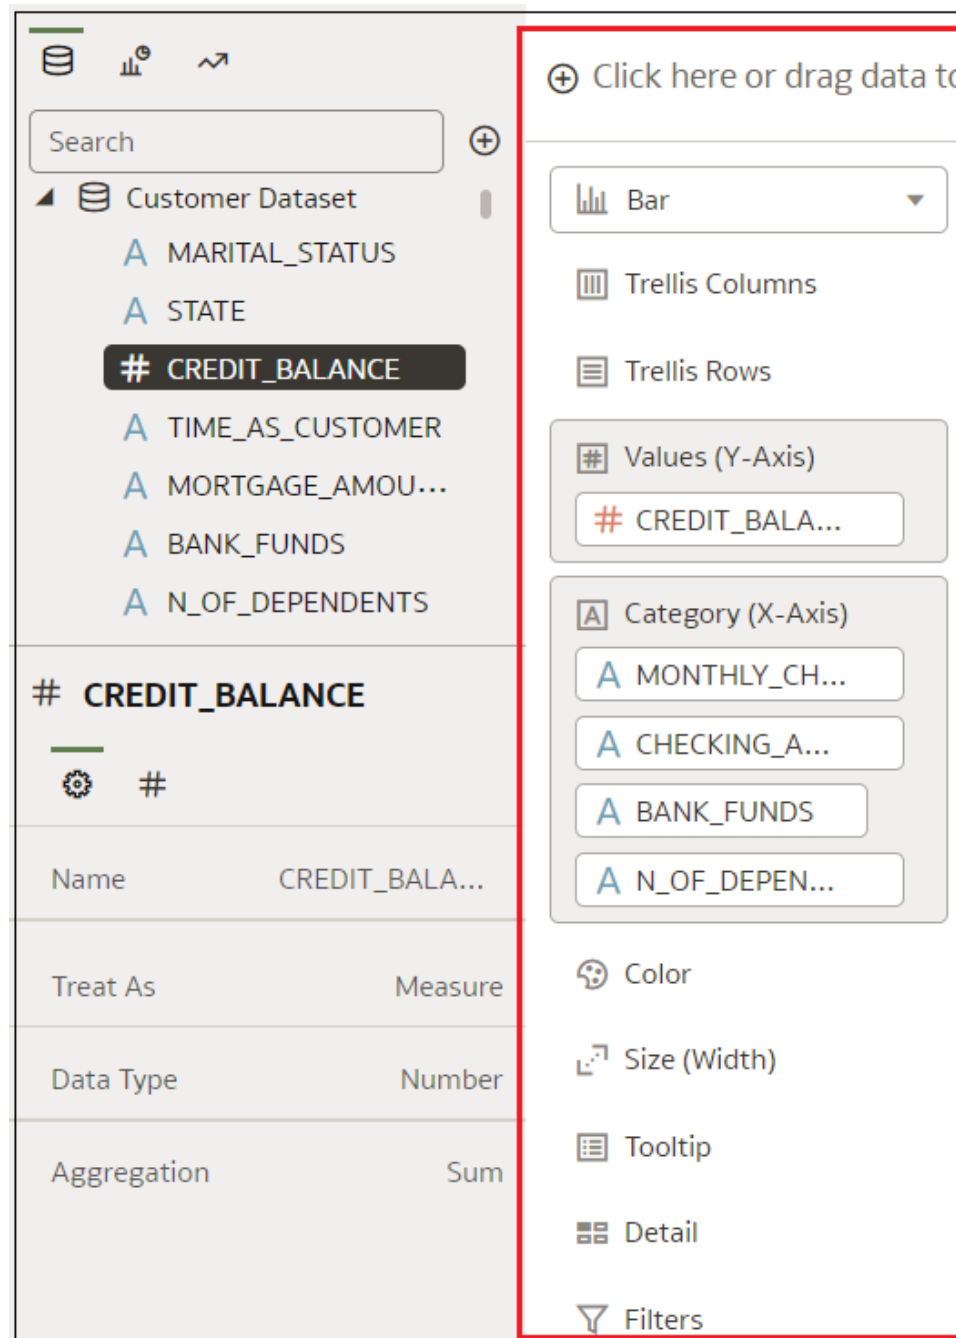 Search
Customer Dataset
A MARITAL_STATUS
A STATE
# CREDIT_BALANCE
A TIME_AS_CUSTOMER
A MORTGAGE_AMOU...
A BANK_FUNDS
A N_OF_DEPENDENTS
# CREDIT_BALANCE
#
Name CREDIT_BALA...
Treat As Measure
Data Type Number
Aggregation Sum
Click here or drag data to
Bar
Trellis Columns
Trellis Rows
# Values (Y-Axis)
# CREDIT_BALA...
A Category (X-Axis)
A MONTHLY_CH...
A CHECKING_A...
A BANK_FUNDS
A N_OF_DEPEN...
Color
Size (Width)
Tooltip
Detail
Filters